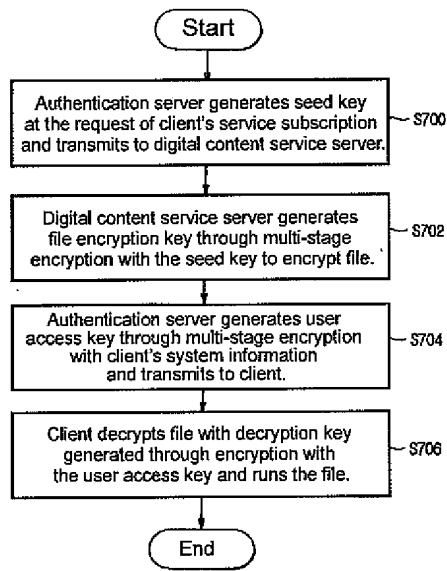 Start
Authentication server generates seed key
at the request of client's service subscription
and transmits to digital content service server.
S700
Digital content service server generates
file encryption key through multi-stage
encryption with the seed key to encrypt file.
S702
Authentication server generates user
access key through multi-stage encryption
with client's system information
and transmits to client.
S704
Client decrypts file with decryption key
generated through encryption with
the user access key and runs the file.
S706
End